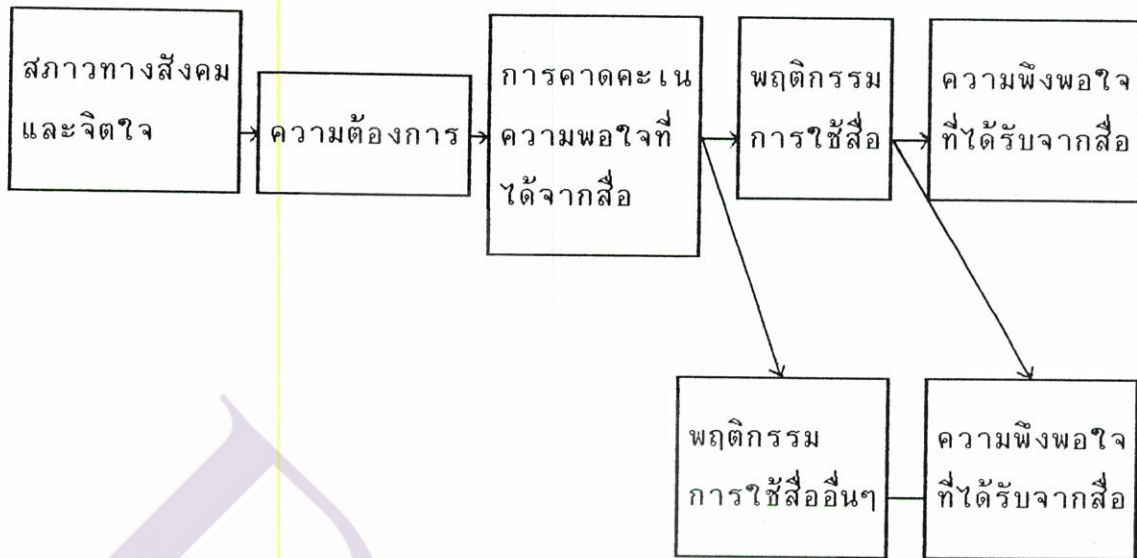 สภาวทางสังคม
และจิตใจ
ความต้องการ
การคาดคะเน
ความพอใจที่
ได้จากสื่อ
พฤติกรรม
การใช้สื่อ
ความพึงพอใจ
ที่ได้รับจากสื่อ
พฤติกรรม
การใช้สื่ออื่นๆ
ความพึงพอใจ
ที่ได้รับจากสื่อ